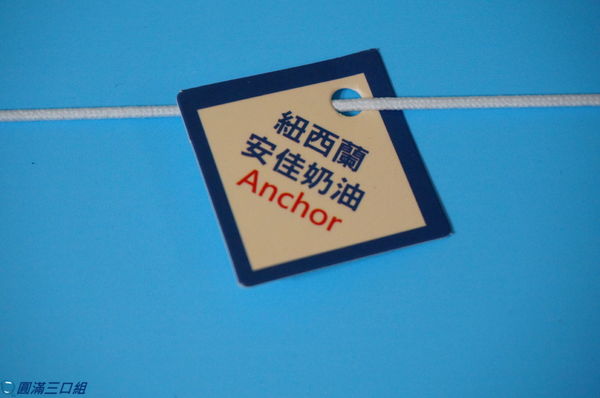 紐西蘭
安佳奶油
Anchor
圓滿三口組